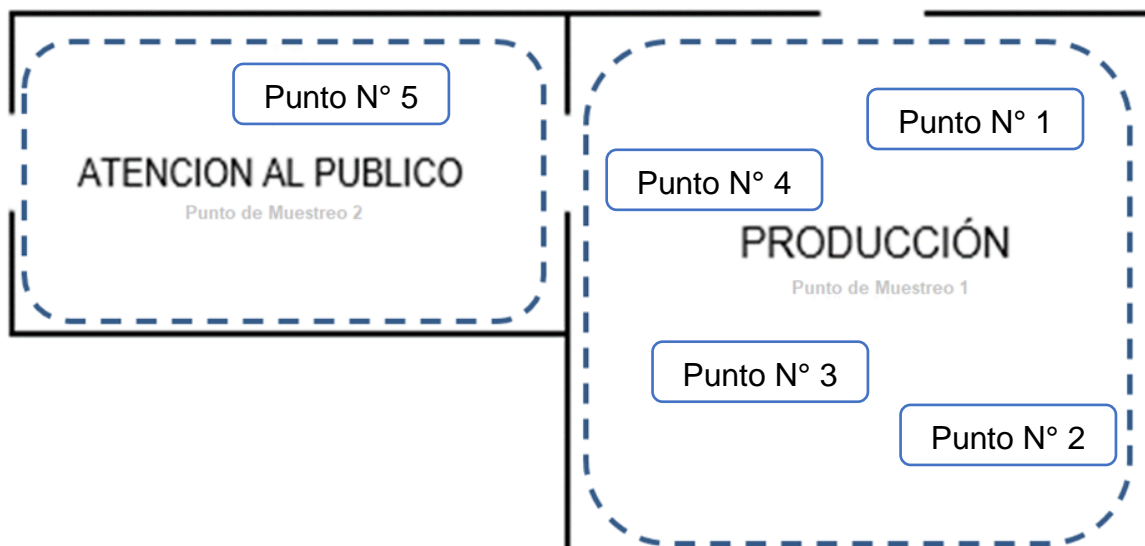 Punto N° 5
ATENCION AL PUBLICO
Punto de Muestreo 2
Punto N° 1
Punto N° 4
PRODUCCIÓN
Punto de Muestreo 1
Punto N° 3
Punto N° 2